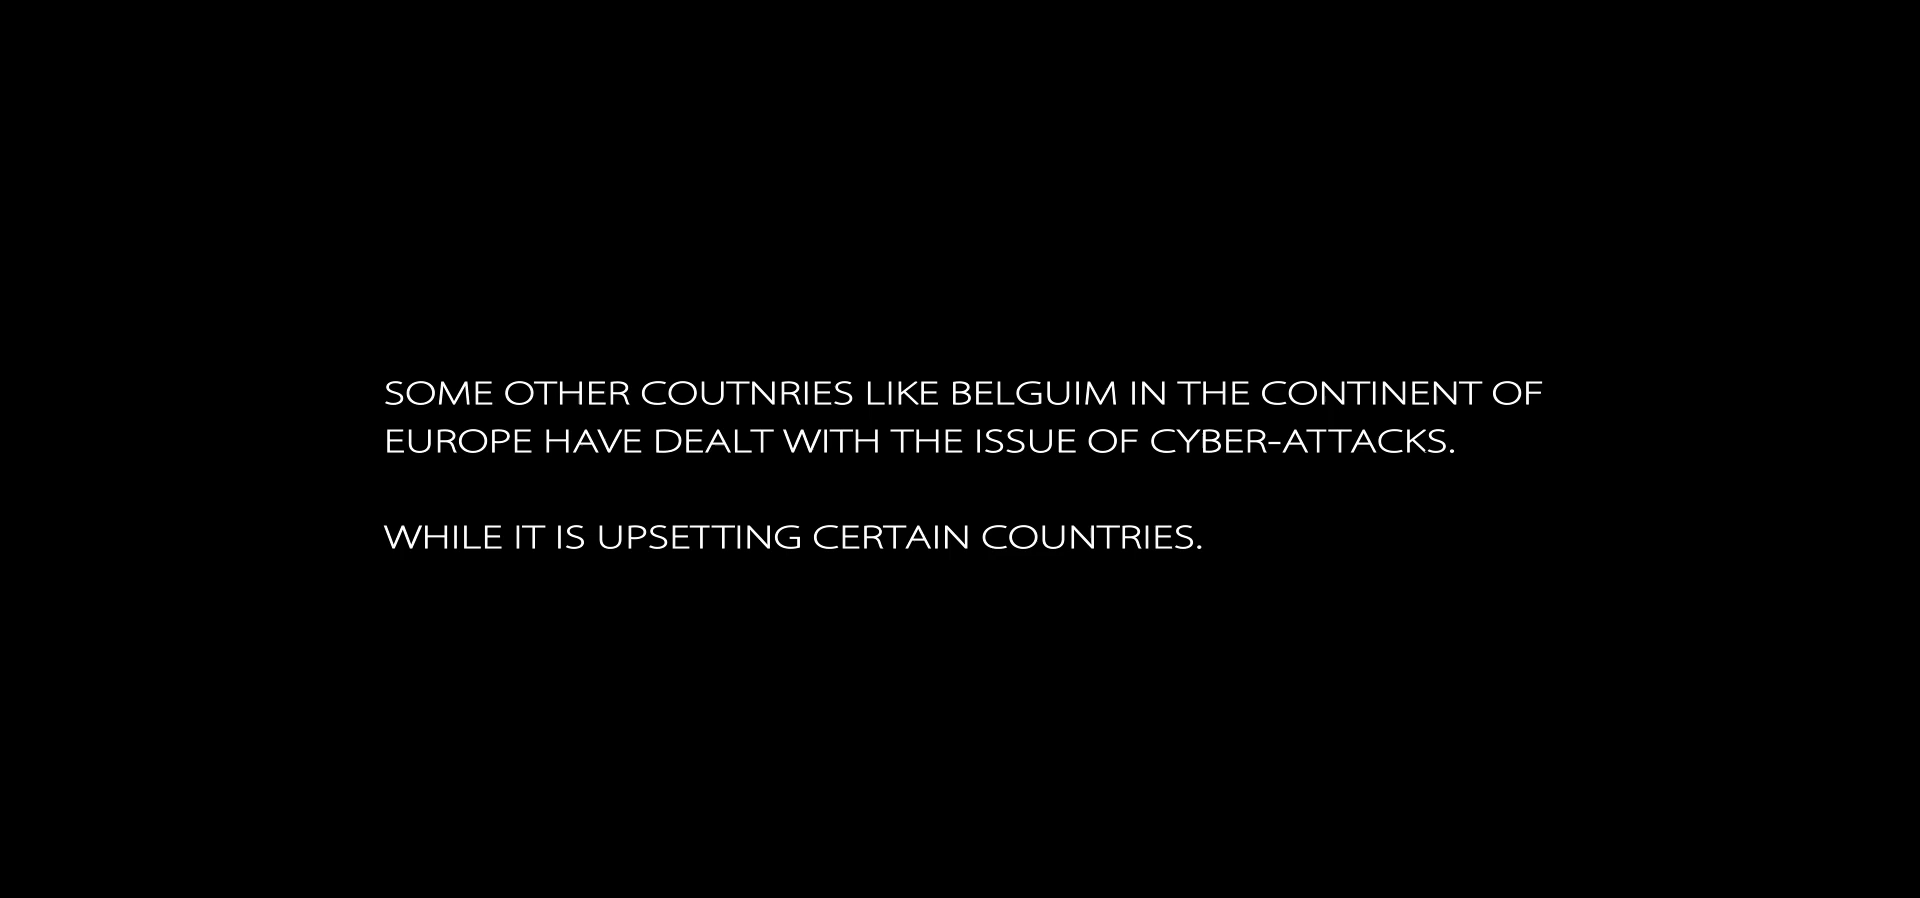 SOME OTHER COUTNRIES LIKE BELGUIM IN THE CONTINENT OF
EUROPE HAVE DEALT WITH THE ISSUE OF CYBER-ATTACKS.
WHILE IT IS UPSETTING CERTAIN COUNTRIES.